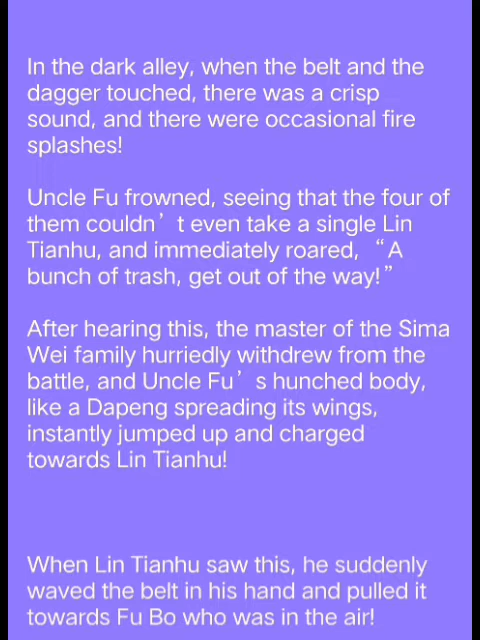 In the dark alley, when the belt and the
dagger touched, there was a crisp
sound, and there were occasional fire
splashes!
Uncle Fu frowned, seeing that the four of
them couldn’t even take a single Lin
Tianhu, and immediately roared, “A
bunch of trash, get out of the way!”
After hearing this, the master of the Sima
Wei family hurriedly withdrew from the
battle, and Uncle Fu’s hunched body,
like a Dapeng spreading its wings,
instantly jumped up and charged
towards Lin Tianhu!
When Lin Tianhu saw this, he suddenly
waved the belt in his hand and pulled it
towards Fu Bo who was in the air!